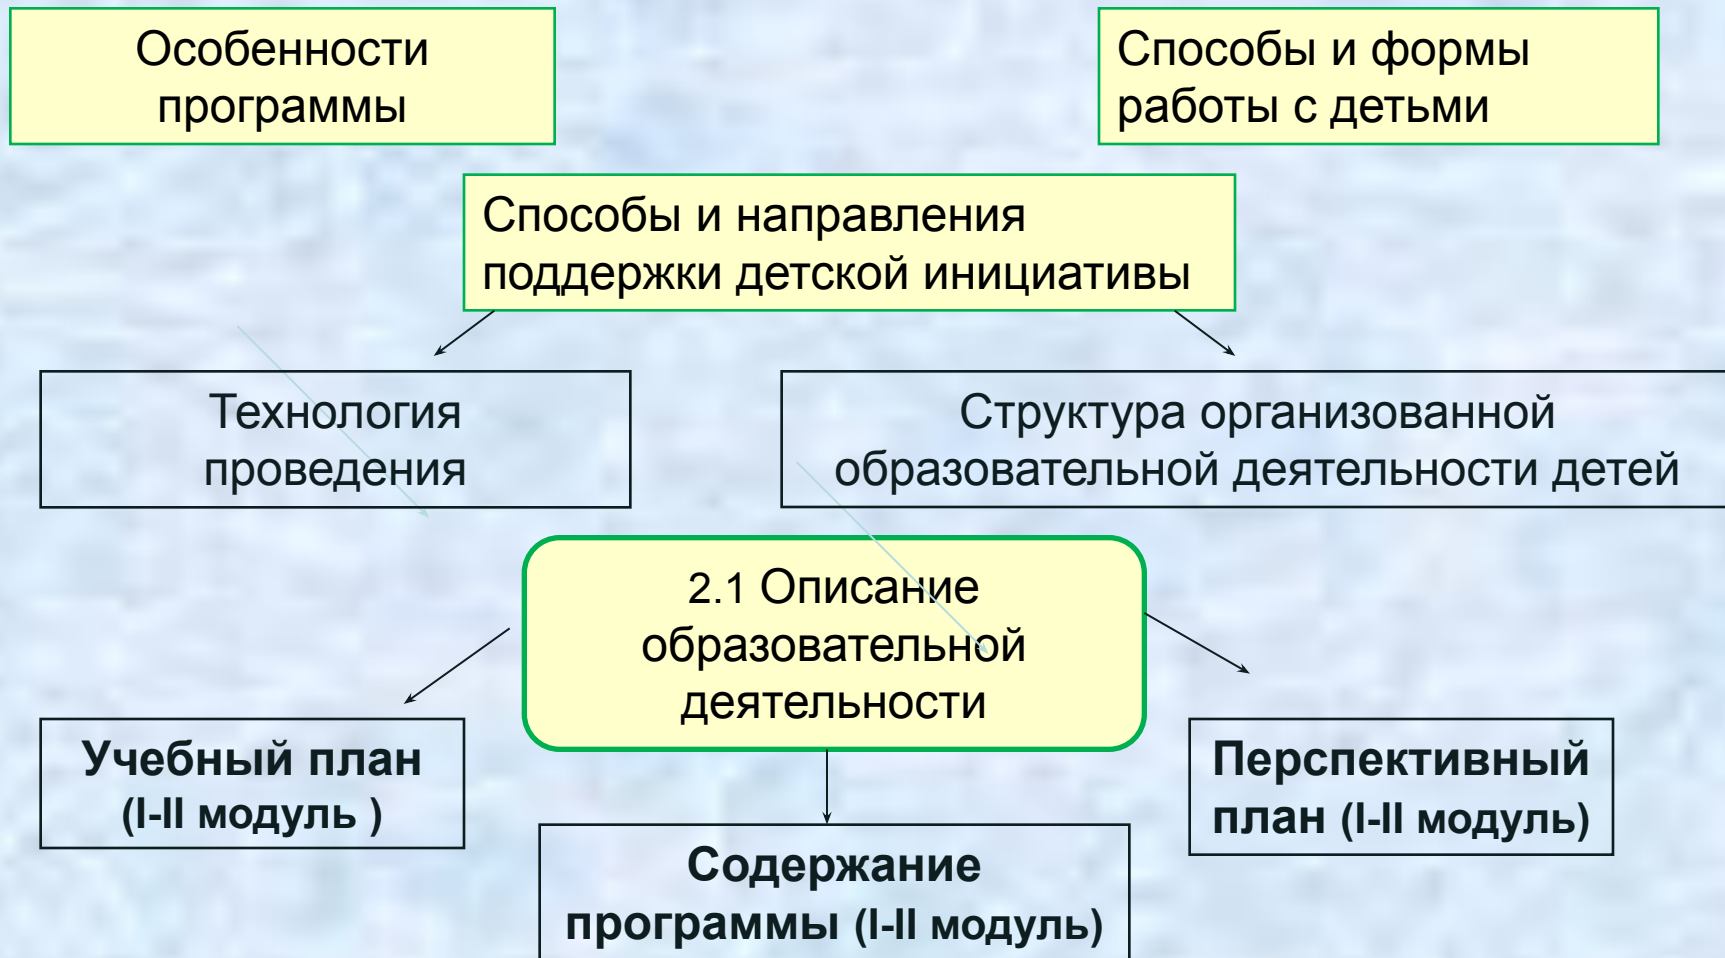 Особенности
программы
Способы и формы
работы с детьми
Способы и направления
поддержки детской инициативы
Технология
проведения
Структура организованной
образовательной деятельности детей
2.1 Описание
образовательной
деятельности
Учебный план
(I-II модуль )
Содержание
программы (I-II модуль)
Перспективный
план (I-II модуль)